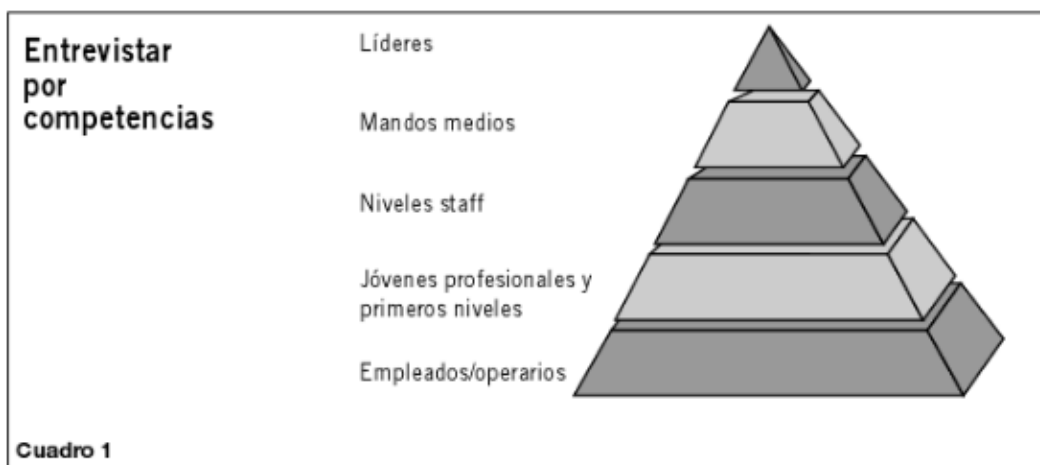 Entrevistar
por
competencias
Líderes
Mandos medios
Niveles staff
Jóvenes profesionales y
primeros niveles
Empleados/operarios
Cuadro 1